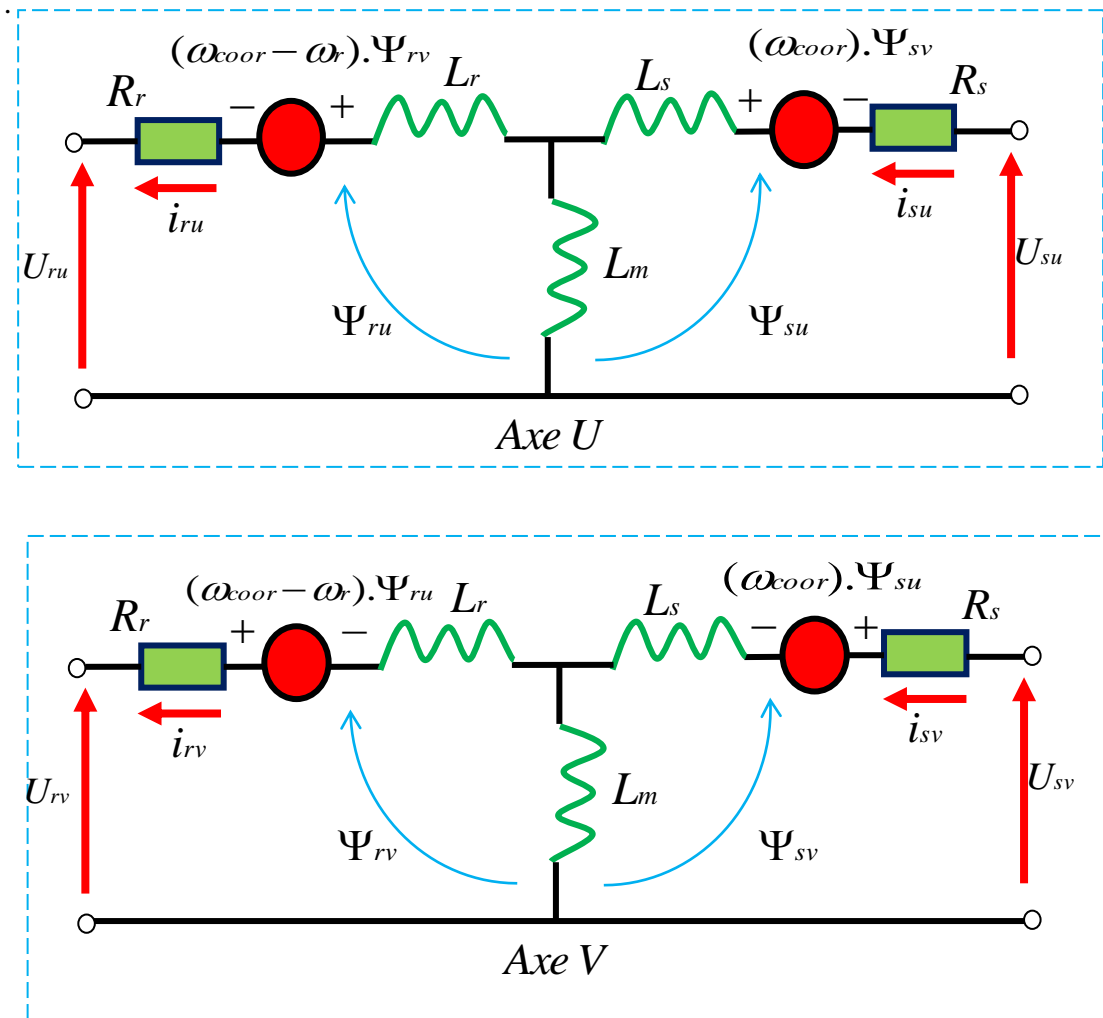 .
(ωcoor − ωr).Ψrv
(ωcoor).Ψsv
Rr
− +
Lr
Ls
+ −
Rs
iru
isu
Uru
Lm
Usu
Ψru
Ψsu
Axe U
(ωcoor − ωr).Ψru
(ωcoor).Ψsu
Rr
+ −
Lr
Ls
− +
Rs
irv
isv
Urv
Lm
Usv
Ψrv
Ψsv
Axe V